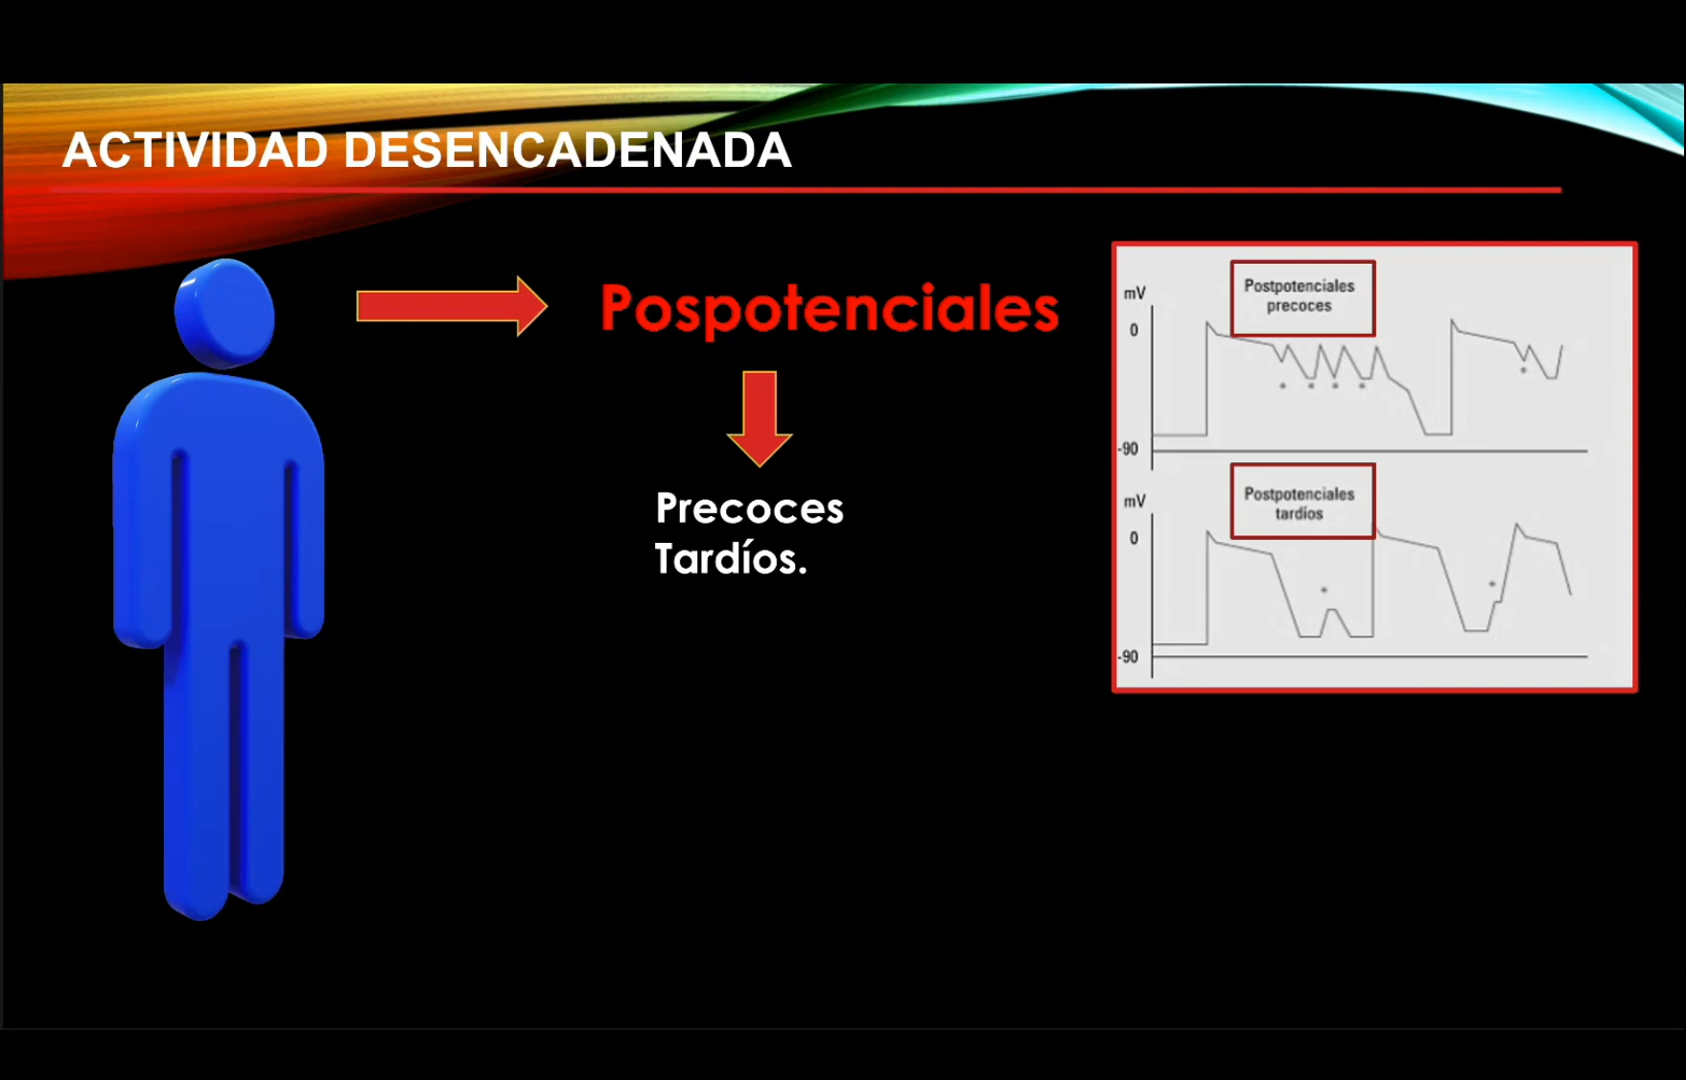 ACTIVIDAD DESENCADENADA
Pospotenciales
Precoces
Tardíos.
mV
Postpotenciales
precoces
0
-90
mV
Postpotenciales
tardíos
0
-90